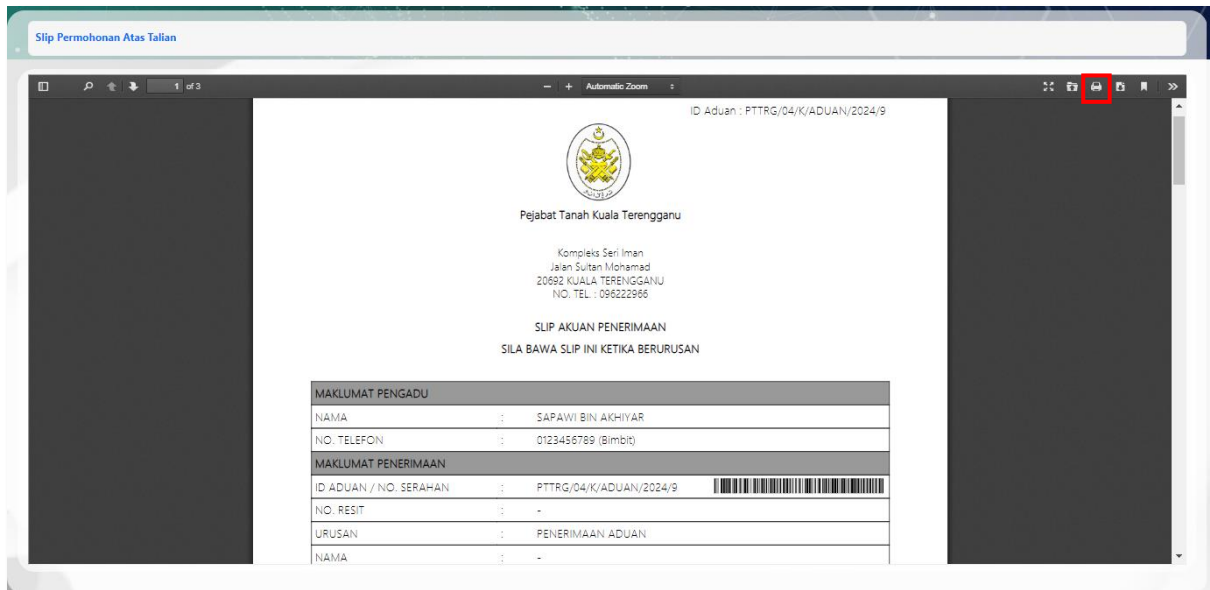 Slip Permohonan Atas Talian
1 of 3
Automatic Zoom
ID Aduan : PTTRG/04/K/ADUAN/2024/9
Pejabat Tanah Kuala Terengganu
Kompleks Seri Iman
Jalan Sultan Mohamad
20692 KUALA TERENGGANU
NO. TEL. : 096222966
SLIP AKUAN PENERIMAAN
SILA BAWA SLIP INI KETIKA BERURUSAN
MAKLUMAT PENGADU
NAMA : SAPAWI BIN AKHIYAR
NO. TELEFON : 0123456789 (Bimbit)
MAKLUMAT PENERIMAAN
ID ADUAN / NO. SERAHAN : PTTRG/04/K/ADUAN/2024/9
NO. RESIT : -
URUSAN : PENERIMAAN ADUAN
NAMA : -